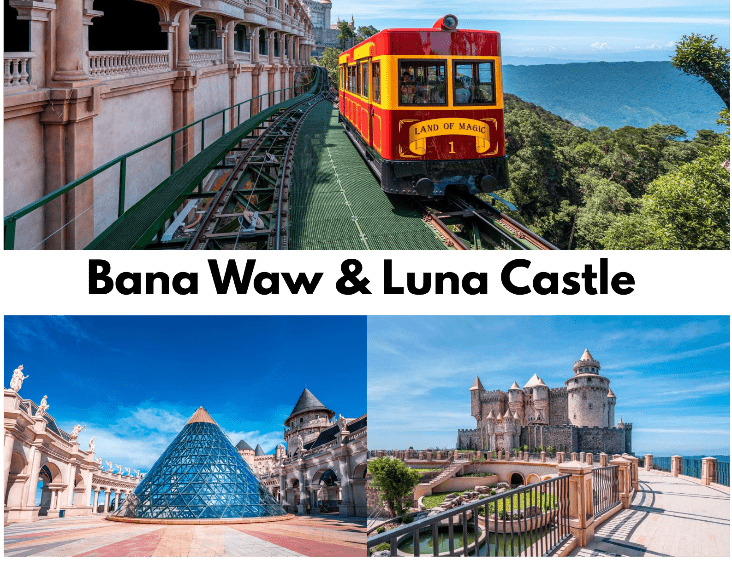 LAND OF MAGIC
1
Bana Waw & Luna Castle